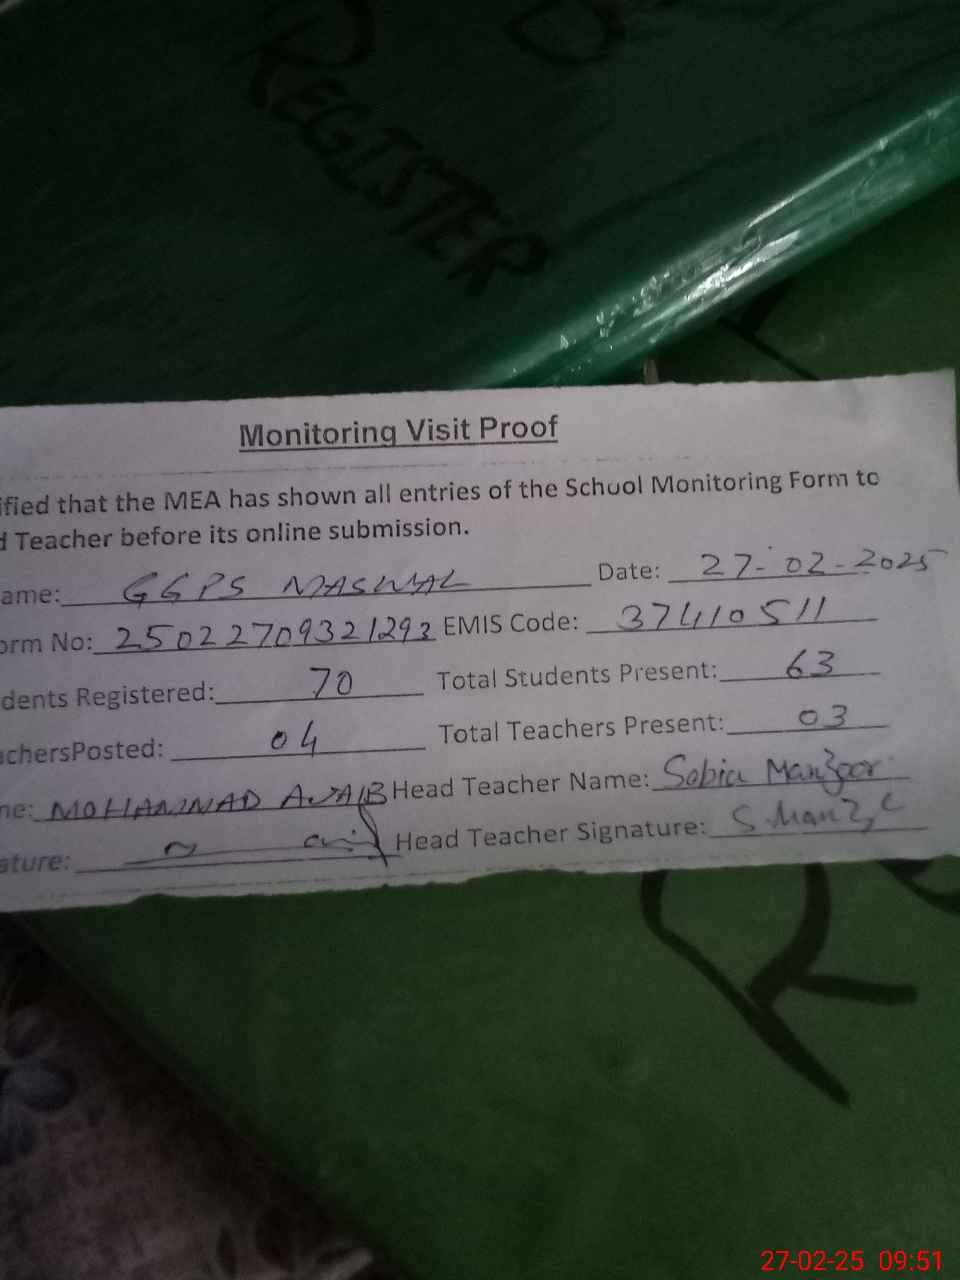 REGISTER
Monitoring Visit Proof
ified that the MEA has shown all entries of the School Monitoring Form to
d Teacher before its online submission.
ame: GGPS MASWAL Date: 27-02-2025
orm No: 25022709321293 EMIS Code: 37410511
dents Registered: 70 Total Students Present: 63
achersPosted: 04 Total Teachers Present: 03
ne: MOHAMMAD AJAIB Head Teacher Name: Sobia Manzoor
ature: Head Teacher Signature: S.Manz
27-02-25 09:51